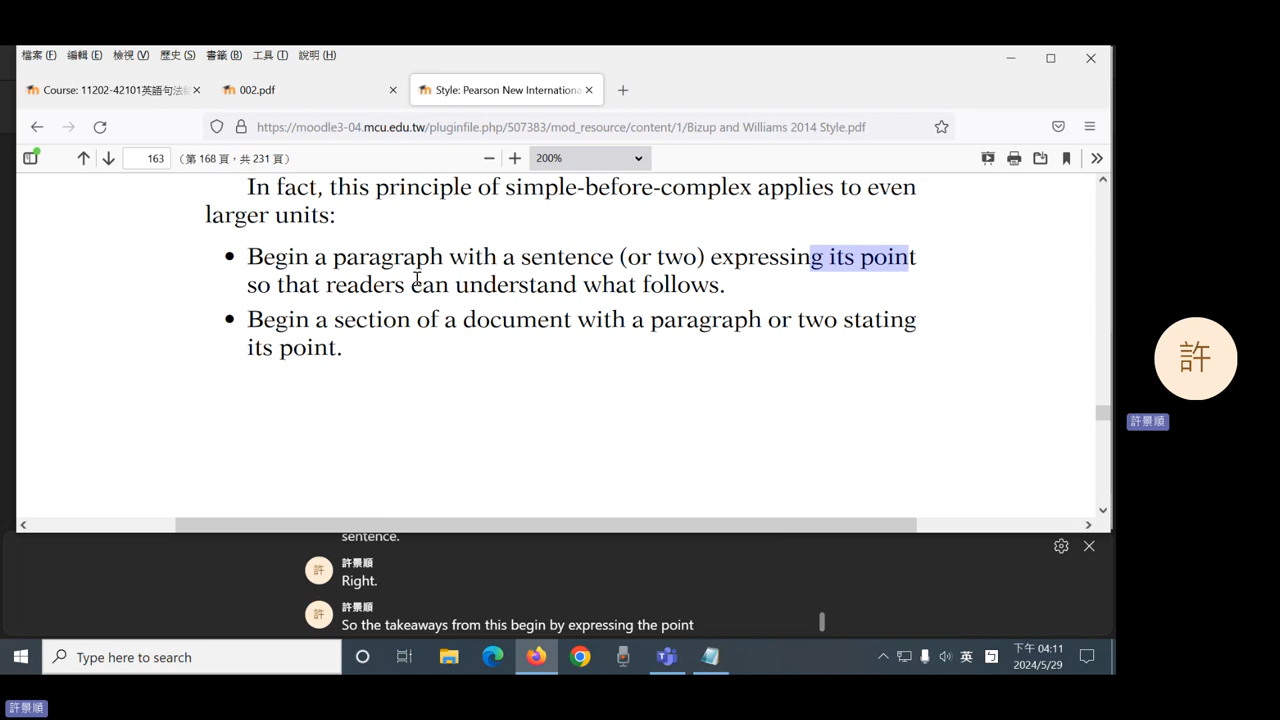 檔案 (F) 編輯 (E) 檢視 (V) 歷史 (S) 書籤 (B) 工具 (T) 說明 (H)
Course: 11202-42101英語句法 002.pdf Style: Pearson New Internationa
https://moodle3-04.mcu.edu.tw/pluginfile.php/507383/mod_resource/content/1/Bizup and Williams 2014 Style.pdf
163 (第 168 頁，共 231 頁) 200%
In fact, this principle of simple-before-complex applies to even
larger units:
• Begin a paragraph with a sentence (or two) expressing its point
so that readers can understand what follows.
• Begin a section of a document with a paragraph or two stating
its point.
許
許景順
sentence.
許 許景順
Right.
許 許景順
So the takeaways from this begin by expressing the point
Type here to search
英
下午 04:11
2024/5/29
許景順